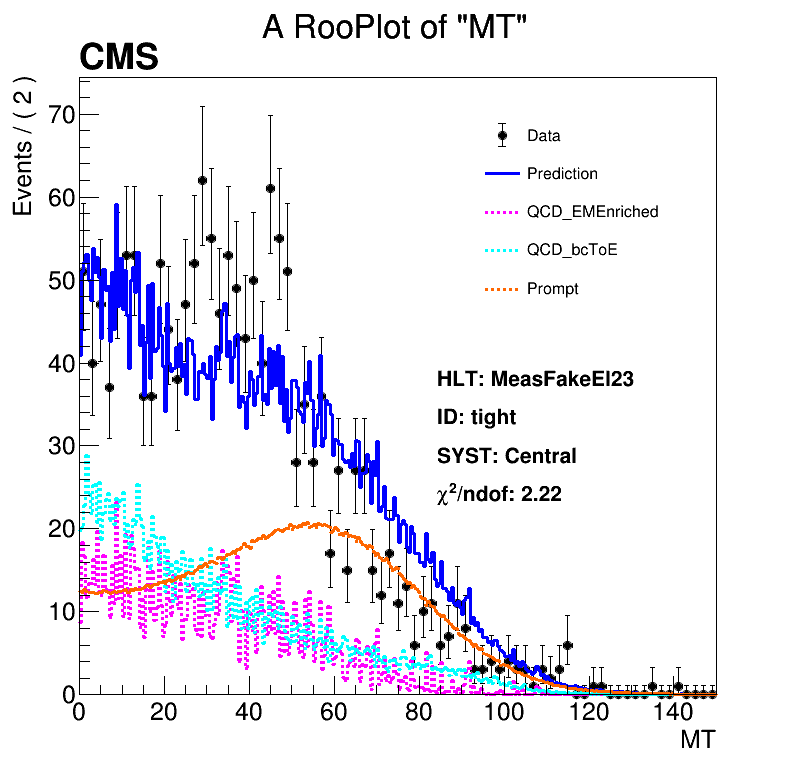 A RooPlot of "MT"
CMS
Events / ( 2 )
70
60
50
40
30
20
10
0
Data
Prediction
QCD_EMEnriched
QCD_bcToE
Prompt
HLT: MeasFakeEl23
ID: tight
SYST: Central
χ²/ndof: 2.22
0 20 40 60 80 100 120 140
MT